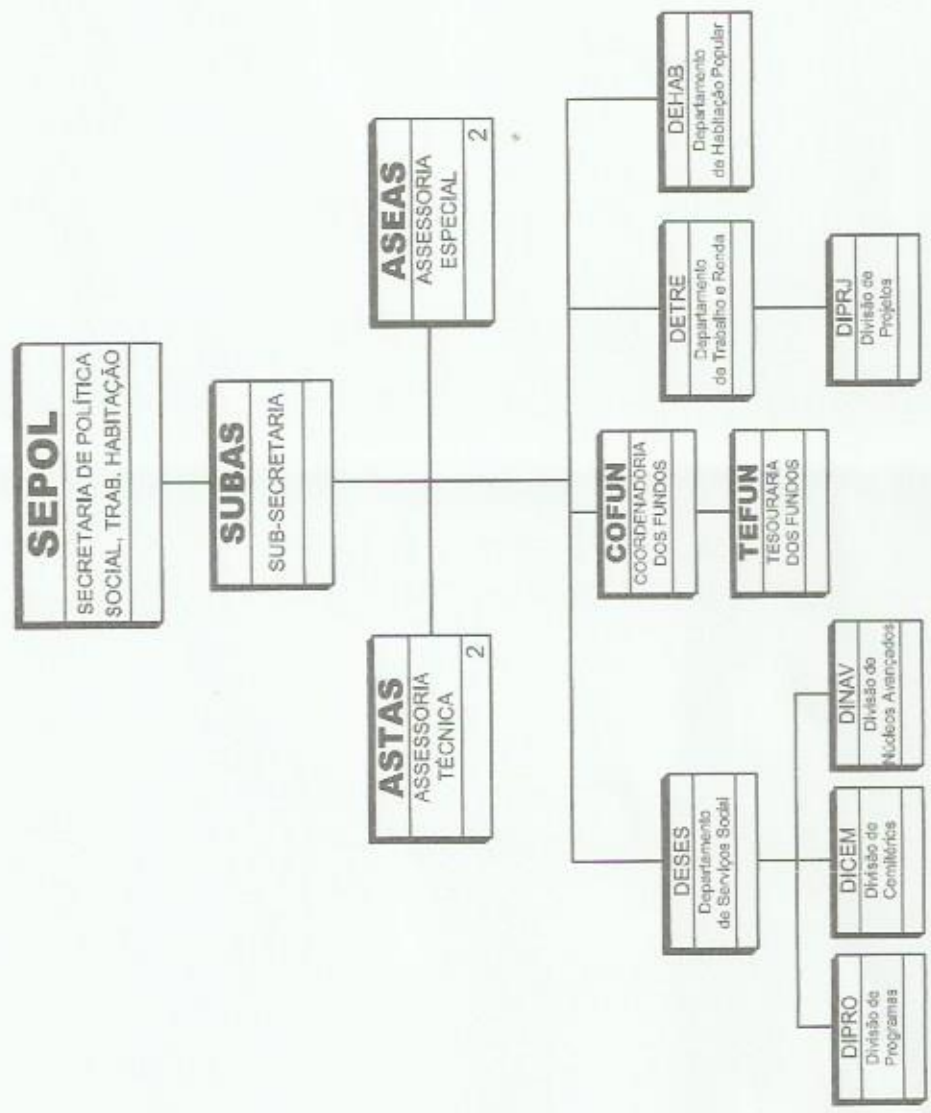 SEPOL
SECRETARIA DE POLÍTICA
SOCIAL, TRAB. HABITAÇÃO
SUBAS
SUB-SECRETARIA
ASTAS
ASSESSORIA
TÉCNICA
2
ASEAS
ASSESSORIA
ESPECIAL
2
DESES
Departamento
de Serviços Social
COFUN
COORDENADORIA
DOS FUNDOS
DETRE
Departamento
de Trabalho e Renda
DEHAB
Departamento
de Habitação Popular
TEFUN
TESOURARIA
DOS FUNDOS
DIPRO
Divisão de
Programas
DICEM
Divisão de
Cemitérios
DINAV
Divisão de
Núcleos Avançados
DIPRJ
Divisão de
Projetos